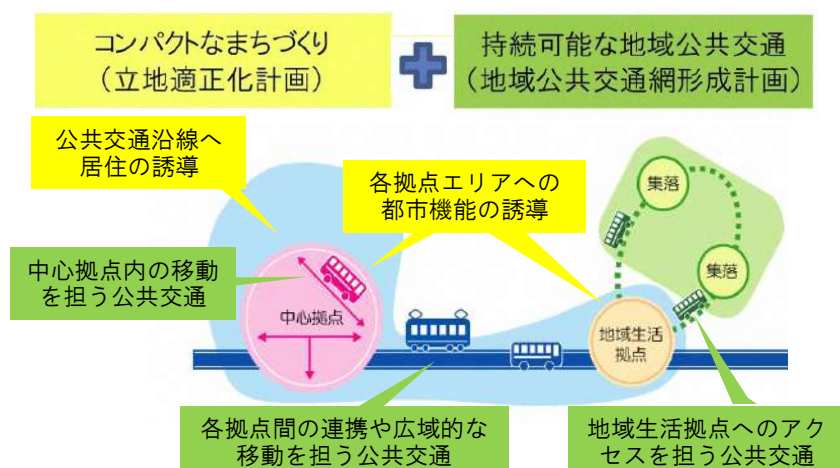 コンパクトなまちづくり
（立地適正化計画）
持続可能な地域公共交通
（地域公共交通網形成計画）
公共交通沿線へ
居住の誘導
各拠点エリアへの
都市機能の誘導
集落
集落
中心拠点内の移動
を担う公共交通
中心拠点
地域生活
拠点
各拠点間の連携や広域的な
移動を担う公共交通
地域生活拠点へのアク
セスを担う公共交通